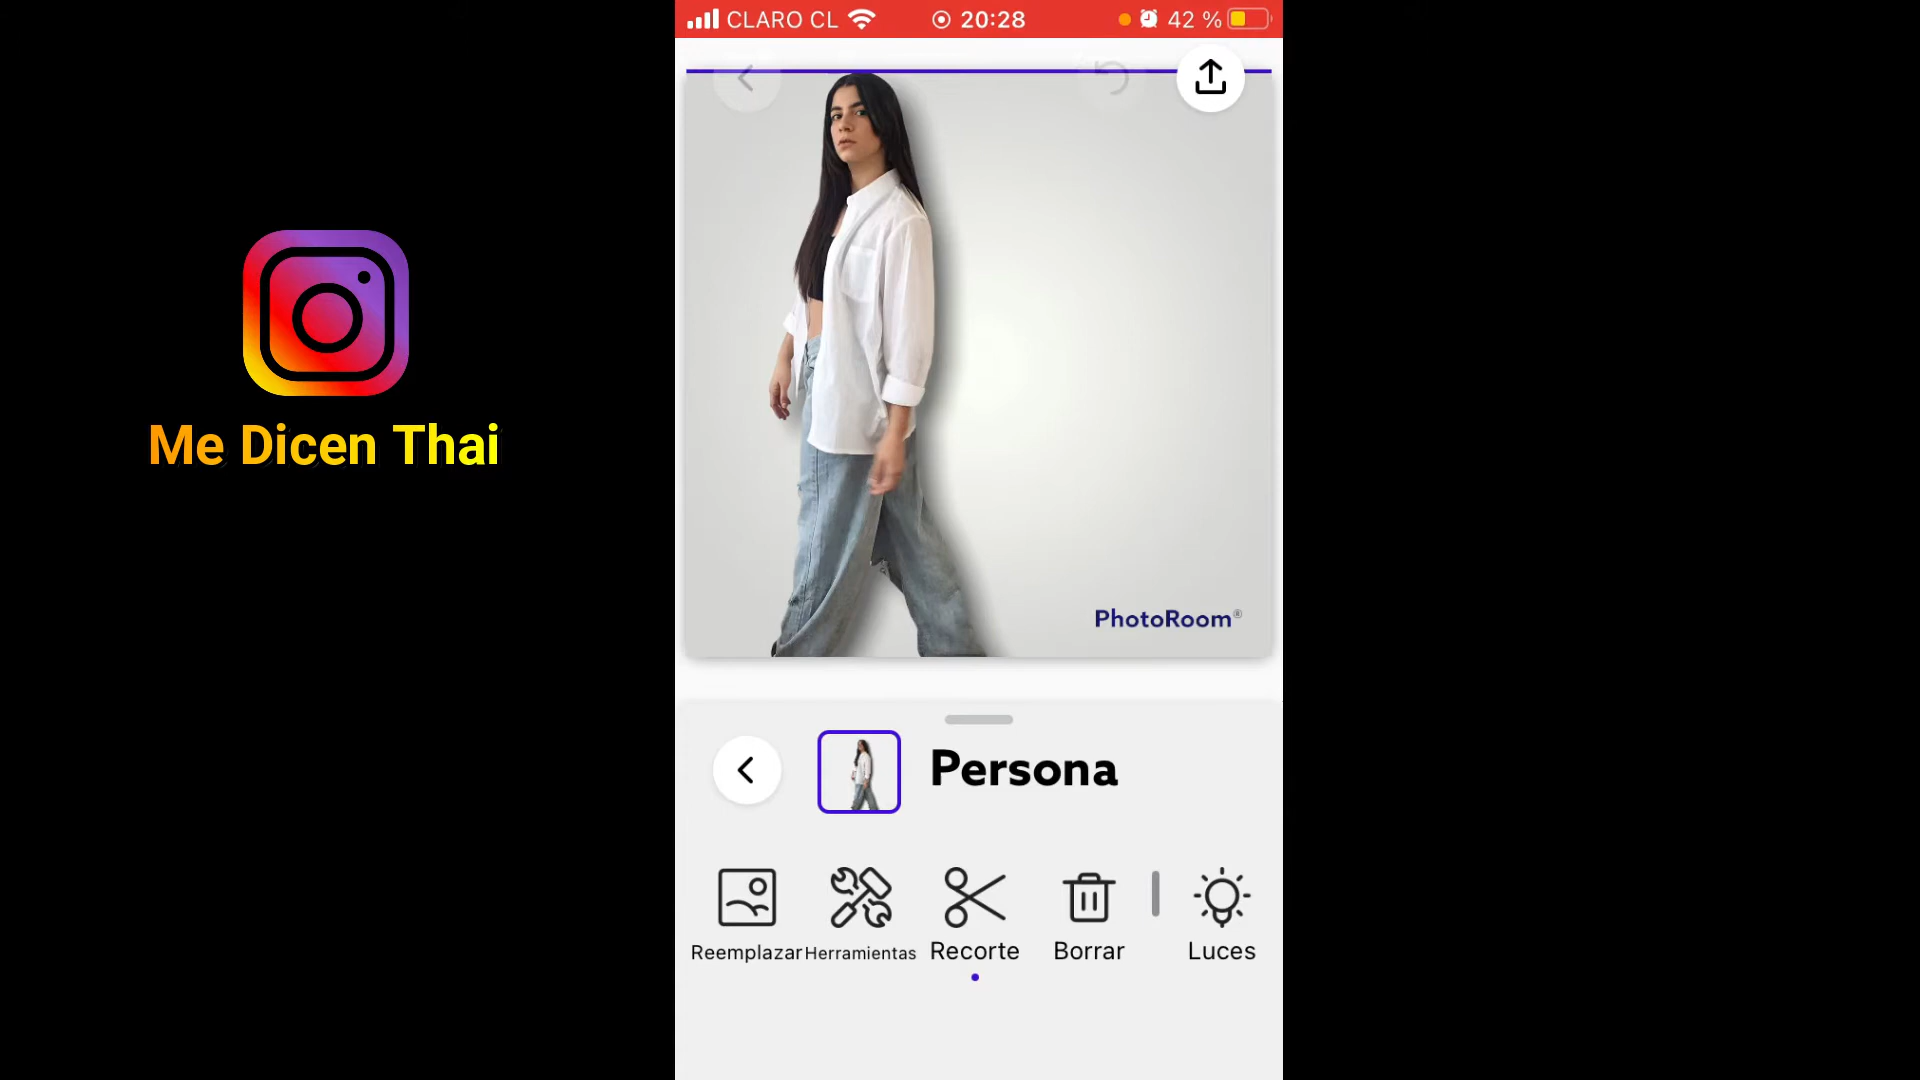 CLARO CL
20:28
42 %
Me Dicen Thai
PhotoRoom®
Persona
Reemplazar
Herramientas
Recorte
Borrar
Luces